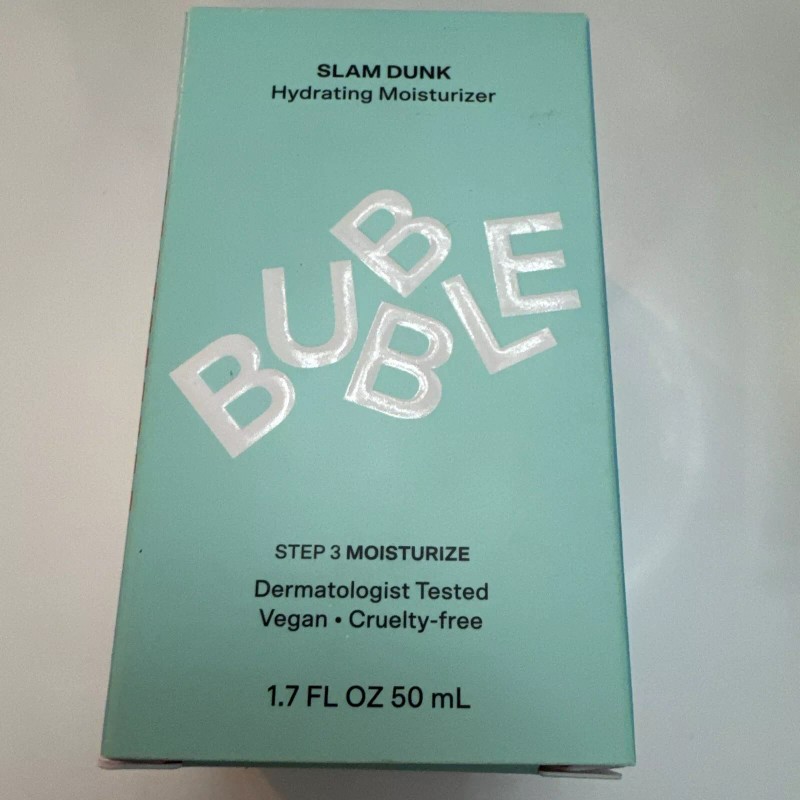 SLAM DUNK
Hydrating Moisturizer
BUBBLE
STEP 3 MOISTURIZE
Dermatologist Tested
Vegan • Cruelty-free
1.7 FL OZ 50 mL